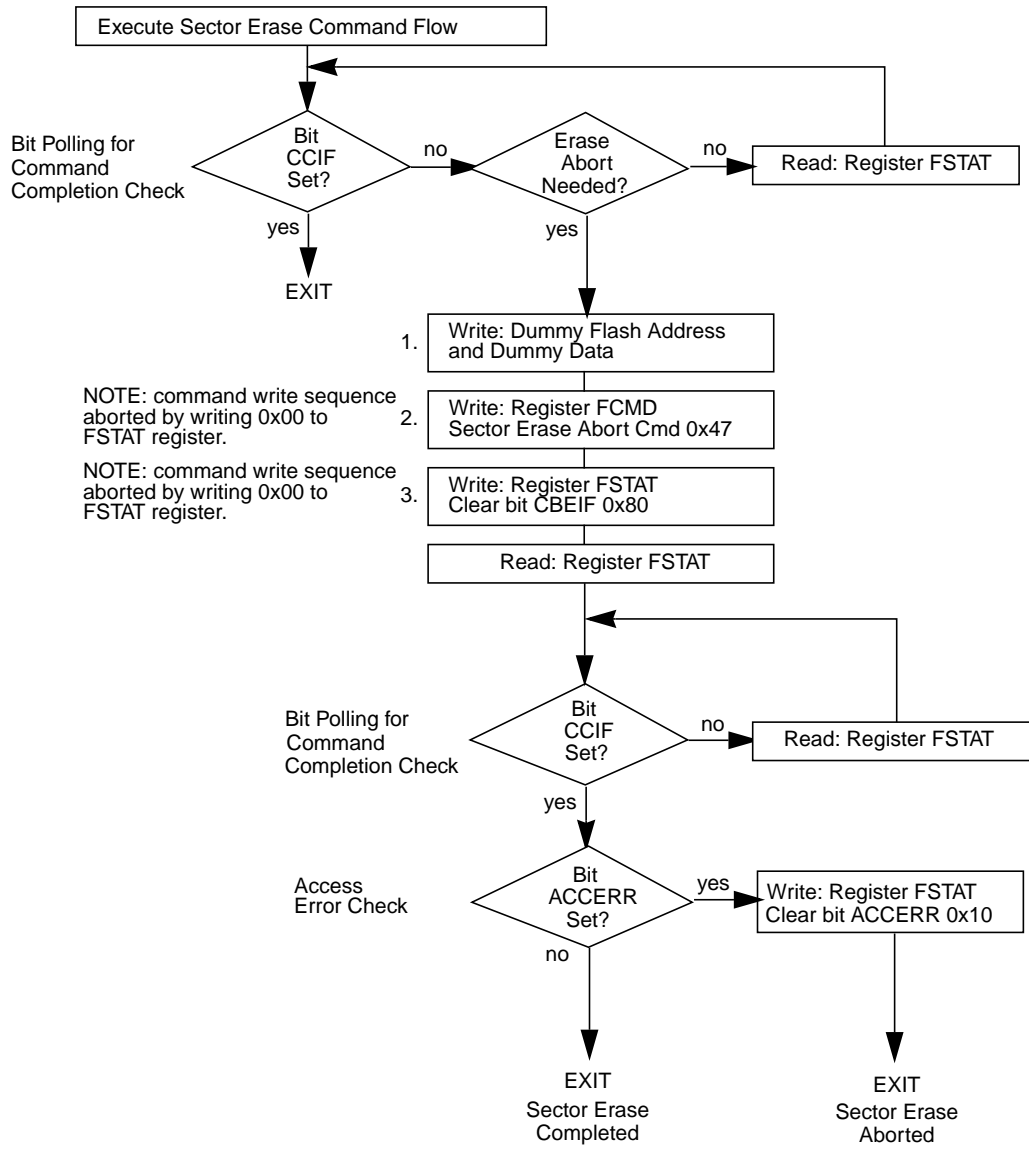 Execute Sector Erase Command Flow
Bit Polling for
Command
Completion Check
Bit
CCIF
Set?
no
Erase
Abort
Needed?
no
Read: Register FSTAT
yes
EXIT
yes
1.
Write: Dummy Flash Address
and Dummy Data
NOTE: command write sequence
aborted by writing 0x00 to
FSTAT register.
2.
Write: Register FCMD
Sector Erase Abort Cmd 0x47
NOTE: command write sequence
aborted by writing 0x00 to
FSTAT register.
3.
Write: Register FSTAT
Clear bit CBEIF 0x80
Read: Register FSTAT
Bit Polling for
Command
Completion Check
Bit
CCIF
Set?
no
Read: Register FSTAT
yes
Access
Error Check
Bit
ACCERR
Set?
yes
Write: Register FSTAT
Clear bit ACCERR 0x10
no
EXIT
Sector Erase
Completed
EXIT
Sector Erase
Aborted